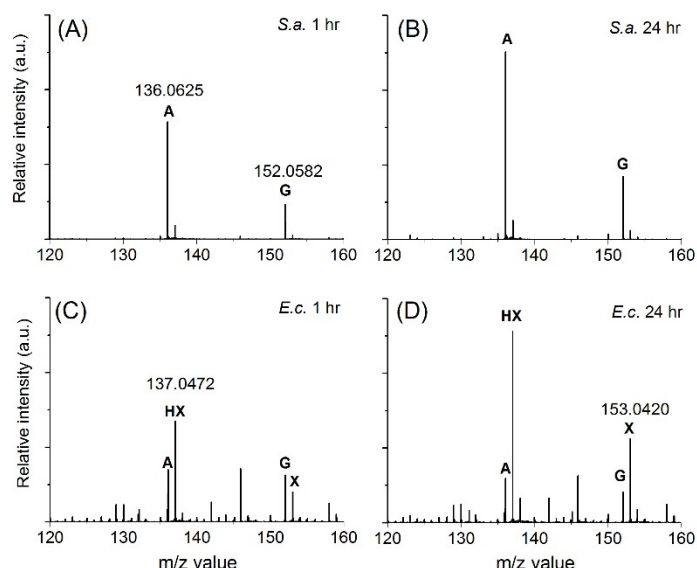 (A)
S.a. 1 hr
136.0625
A
152.0582
G
Relative intensity (a.u.)
120 130 140 150 160
(B)
S.a. 24 hr
A
G
120 130 140 150 160
(C)
E.c. 1 hr
137.0472
HX
A
G
X
Relative intensity (a.u.)
120 130 140 150 160
m/z value
(D)
E.c. 24 hr
HX
153.0420
X
A
G
120 130 140 150 160
m/z value